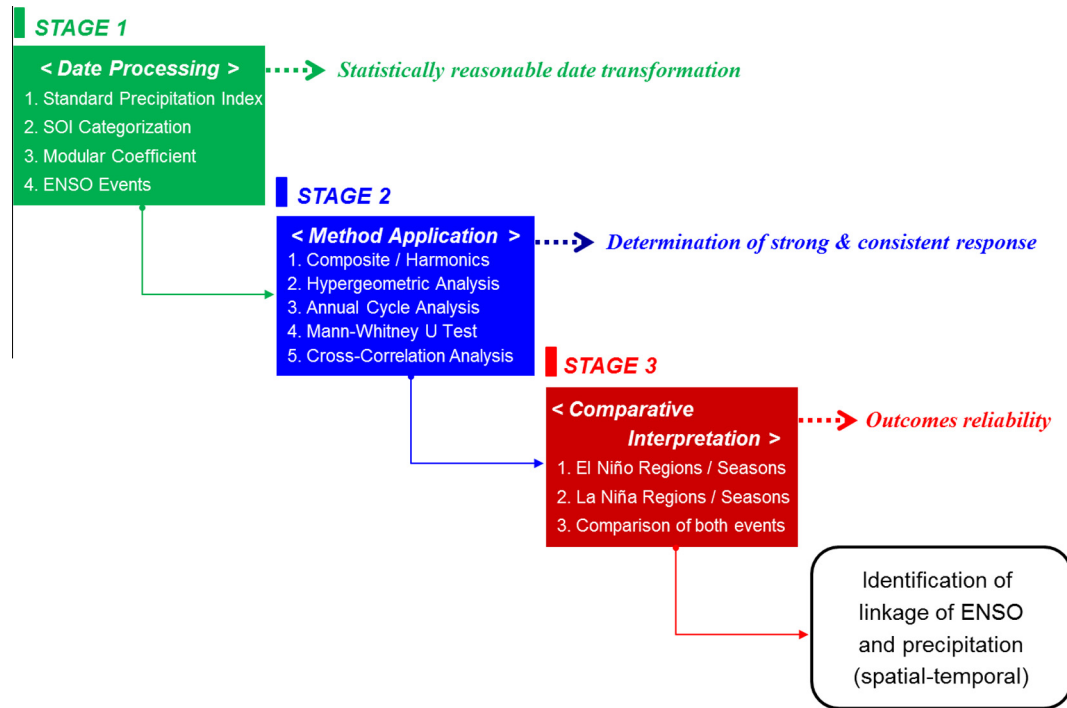 STAGE 1
< Date Processing >
Statistically reasonable date transformation
1. Standard Precipitation Index
2. SOI Categorization
3. Modular Coefficient
4. ENSO Events
STAGE 2
< Method Application >
Determination of strong & consistent response
1. Composite / Harmonics
2. Hypergeometric Analysis
3. Annual Cycle Analysis
4. Mann-Whitney U Test
5. Cross-Correlation Analysis
STAGE 3
< Comparative
Interpretation >
Outcomes reliability
1. El Niño Regions / Seasons
2. La Niña Regions / Seasons
3. Comparison of both events
Identification of
linkage of ENSO
and precipitation
(spatial-temporal)